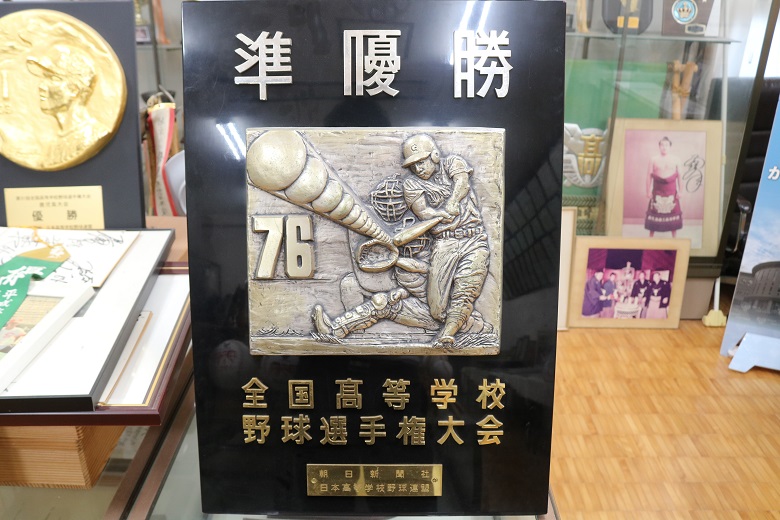 準優勝
76
全国高等学校
野球選手権大会
朝日新聞社
日本高等学校野球連盟
優勝
か